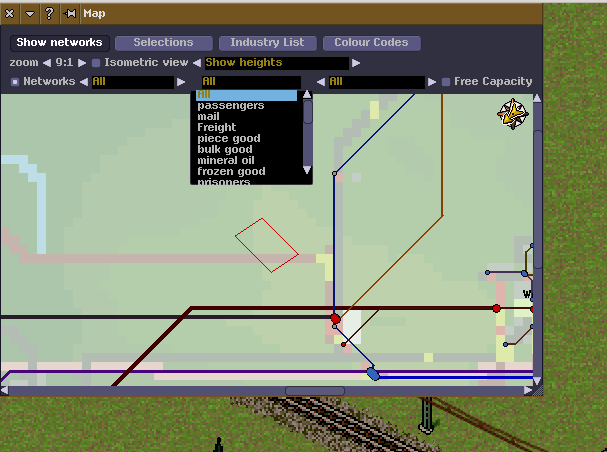 ? Map
Show networks Selections Industry List Colour Codes
zoom 9:1 Isometric view Show heights
Networks All All All Free Capacity
All
passengers
mail
Freight
piece good
bulk good
mineral oil
frozen good
prisoners